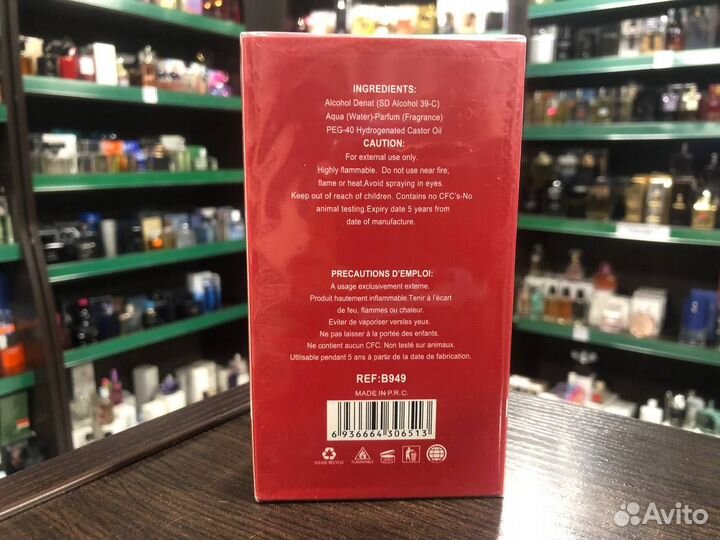 INGREDIENTS:
Alcohol Denat (SD Alcohol 39-C)
Aqua (Water)-Parfum (Fragrance)
PEG-40 Hydrogenated Castor Oil
CAUTION:
For external use only.
Highly flammable. Do not use near fire,
flame or heat.Avoid spraying in eyes.
Keep out of reach of children. Contains no CFC's-No
animal testing.Expiry date 5 years from
date of manufacture.
PRECAUTIONS D'EMPLOI:
A usage exclusivement externe.
Produit hautement inflammable.Tenir à l'écart
de feu, flammes ou chaleur.
Eviter de vaporiser versles yeux.
Ne pas laisser à la portée des enfants.
Ne contient aucun CFC. Non testé sur animaux.
Utilisable pendant 5 ans à partir de la date de fabrication.
REF:B949
MADE IN P.R.C.
6 936664 306513
PLEASE RECYCLE
FLAMMABLE
Avito